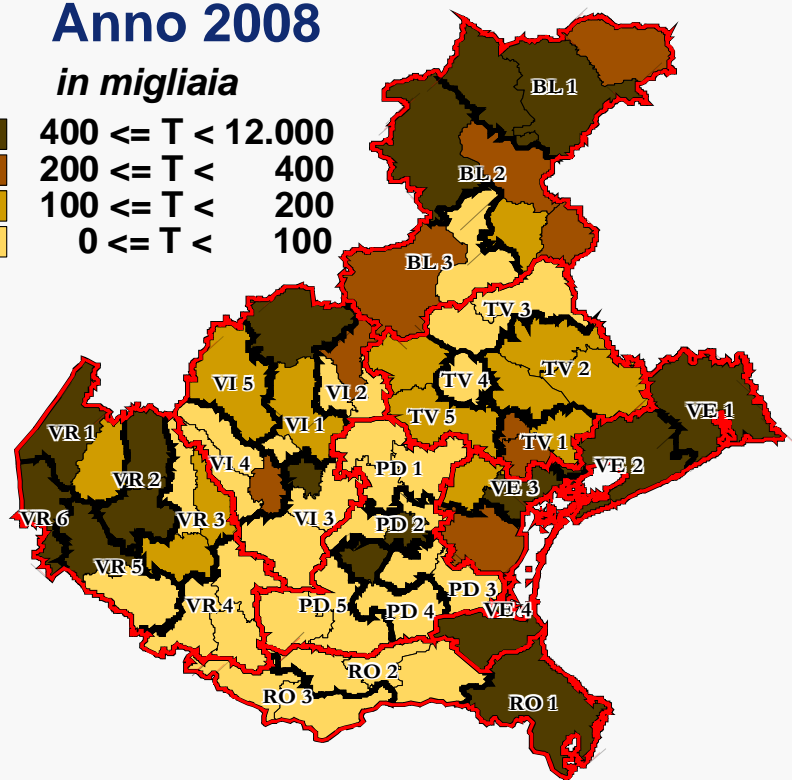 Anno 2008
in migliaia
400 <= T < 12.000
200 <= T < 400
100 <= T < 200
0 <= T < 100
BL 1
BL 2
BL 3
TV 3
TV 2
TV 4
VI 5
VI 2
VE 1
TV 5
VI 1
VR 1
TV 1
VI 4
PD 1
VE 2
VR 2
VE 3
VR 6
VR 3
VI 3
PD 2
VR 5
PD 3
VR 4
PD 5
PD 4
VE 4
RO 2
RO 3
RO 1